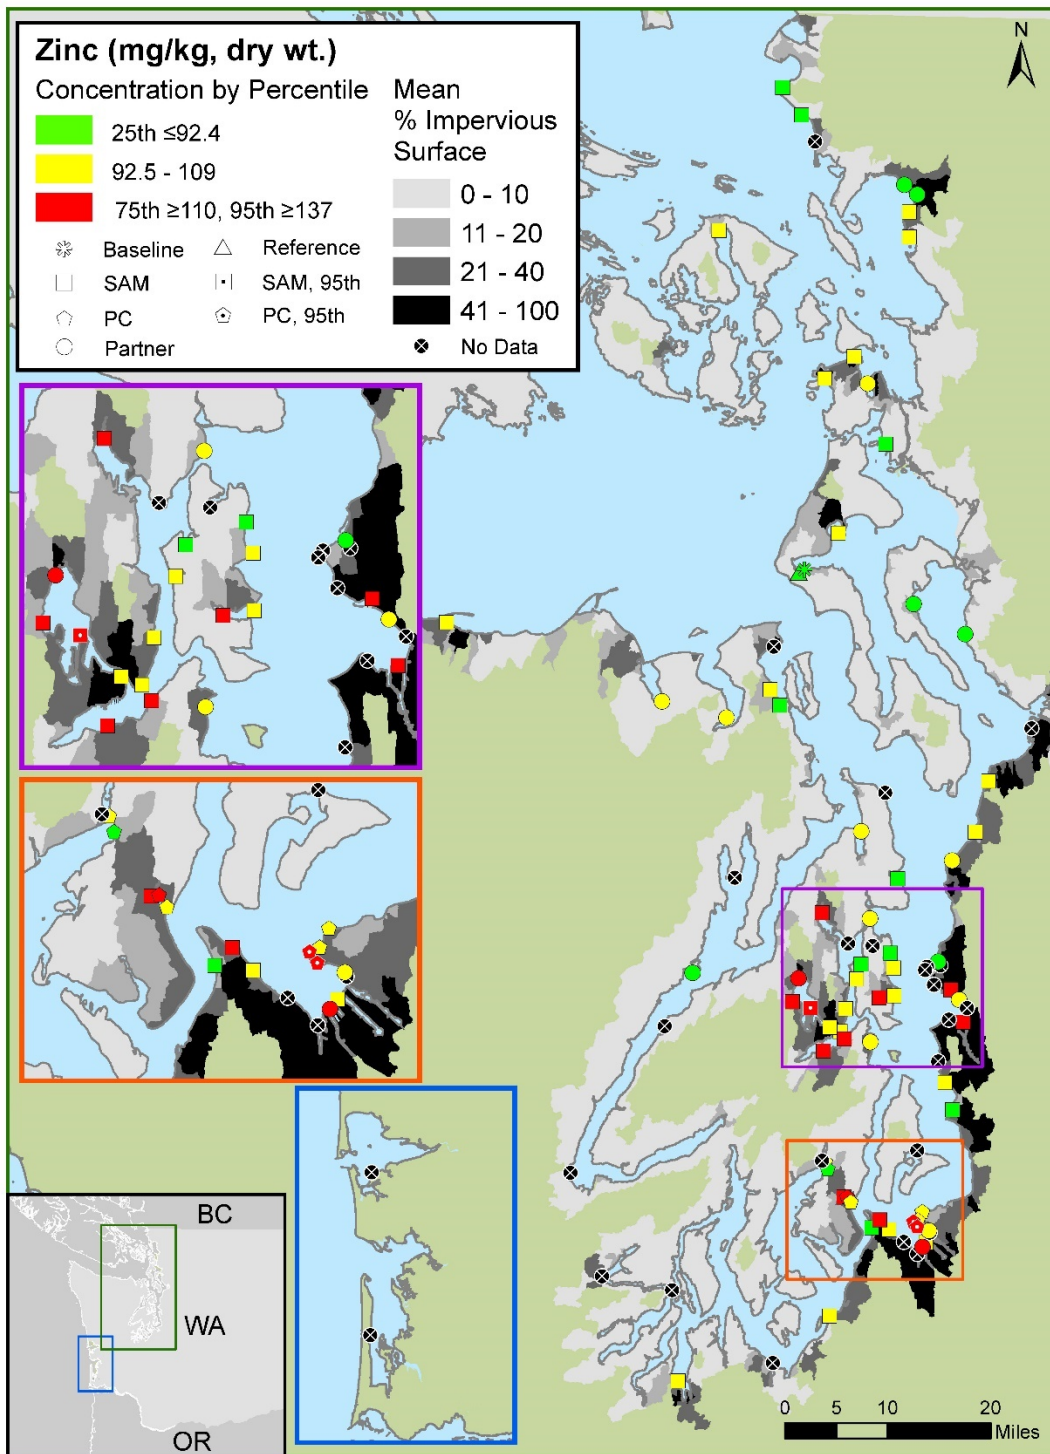 Zinc (mg/kg, dry wt.)
Concentration by Percentile
25th ≤92.4
92.5 - 109
75th ≥110, 95th ≥137
Baseline
Reference
SAM
SAM, 95th
PC
PC, 95th
Partner
Mean
% Impervious
Surface
0 - 10
11 - 20
21 - 40
41 - 100
No Data
N
BC
WA
OR
0 5 10 20
Miles